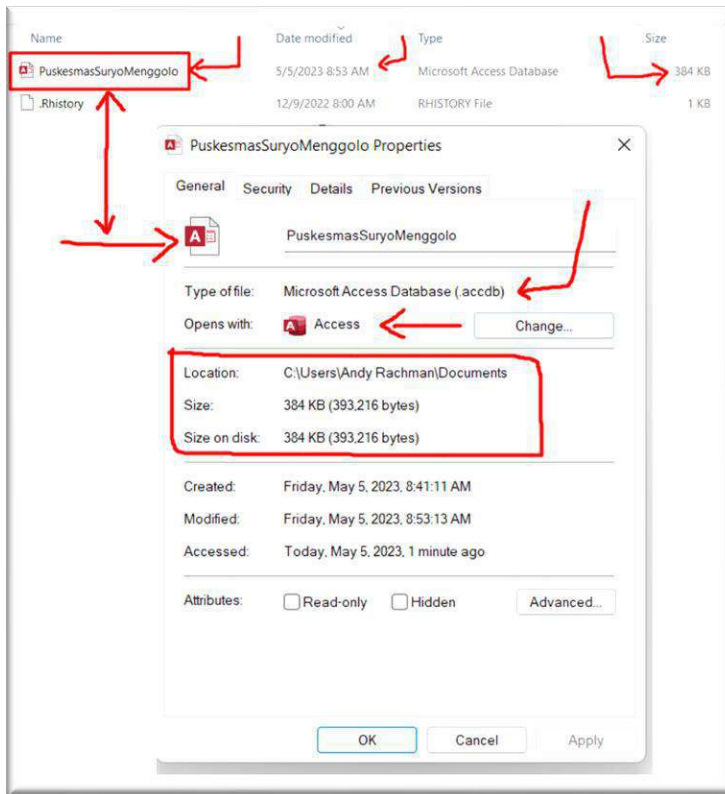 Name Date modified Type Size
PuskesmasSuryoMenggolo 5/5/2023 8:53 AM Microsoft Access Database 384 KB
.Rhistory 12/9/2022 8:00 AM RHISTORY File 1 KB
PuskesmasSuryoMenggolo Properties
General Security Details Previous Versions
PuskesmasSuryoMenggolo
Type of file: Microsoft Access Database (.accdb)
Opens with: Access Change...
Location: C:\Users\Andy Rachman\Documents
Size: 384 KB (393,216 bytes)
Size on disk: 384 KB (393,216 bytes)
Created: Friday, May 5, 2023, 8:41:11 AM
Modified: Friday, May 5, 2023, 8:53:13 AM
Accessed: Today, May 5, 2023, 1 minute ago
Attributes: Read-only Hidden Advanced...
OK Cancel Apply